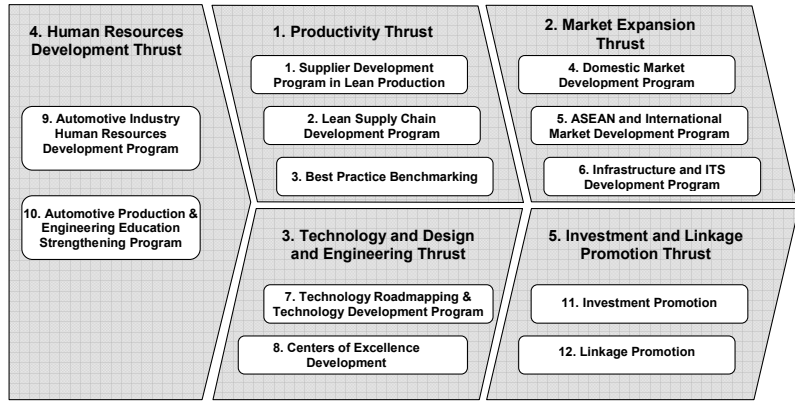 4. Human Resources
Development Thrust
9. Automotive Industry
Human Resources
Development Program
10. Automotive Production &
Engineering Education
Strengthening Program
1. Productivity Thrust
1. Supplier Development
Program in Lean Production
2. Lean Supply Chain
Development Program
3. Best Practice Benchmarking
2. Market Expansion
Thrust
4. Domestic Market
Development Program
5. ASEAN and International
Market Development Program
6. Infrastructure and ITS
Development Program
3. Technology and Design
and Engineering Thrust
7. Technology Roadmapping &
Technology Development Program
8. Centers of Excellence
Development
5. Investment and Linkage
Promotion Thrust
11. Investment Promotion
12. Linkage Promotion